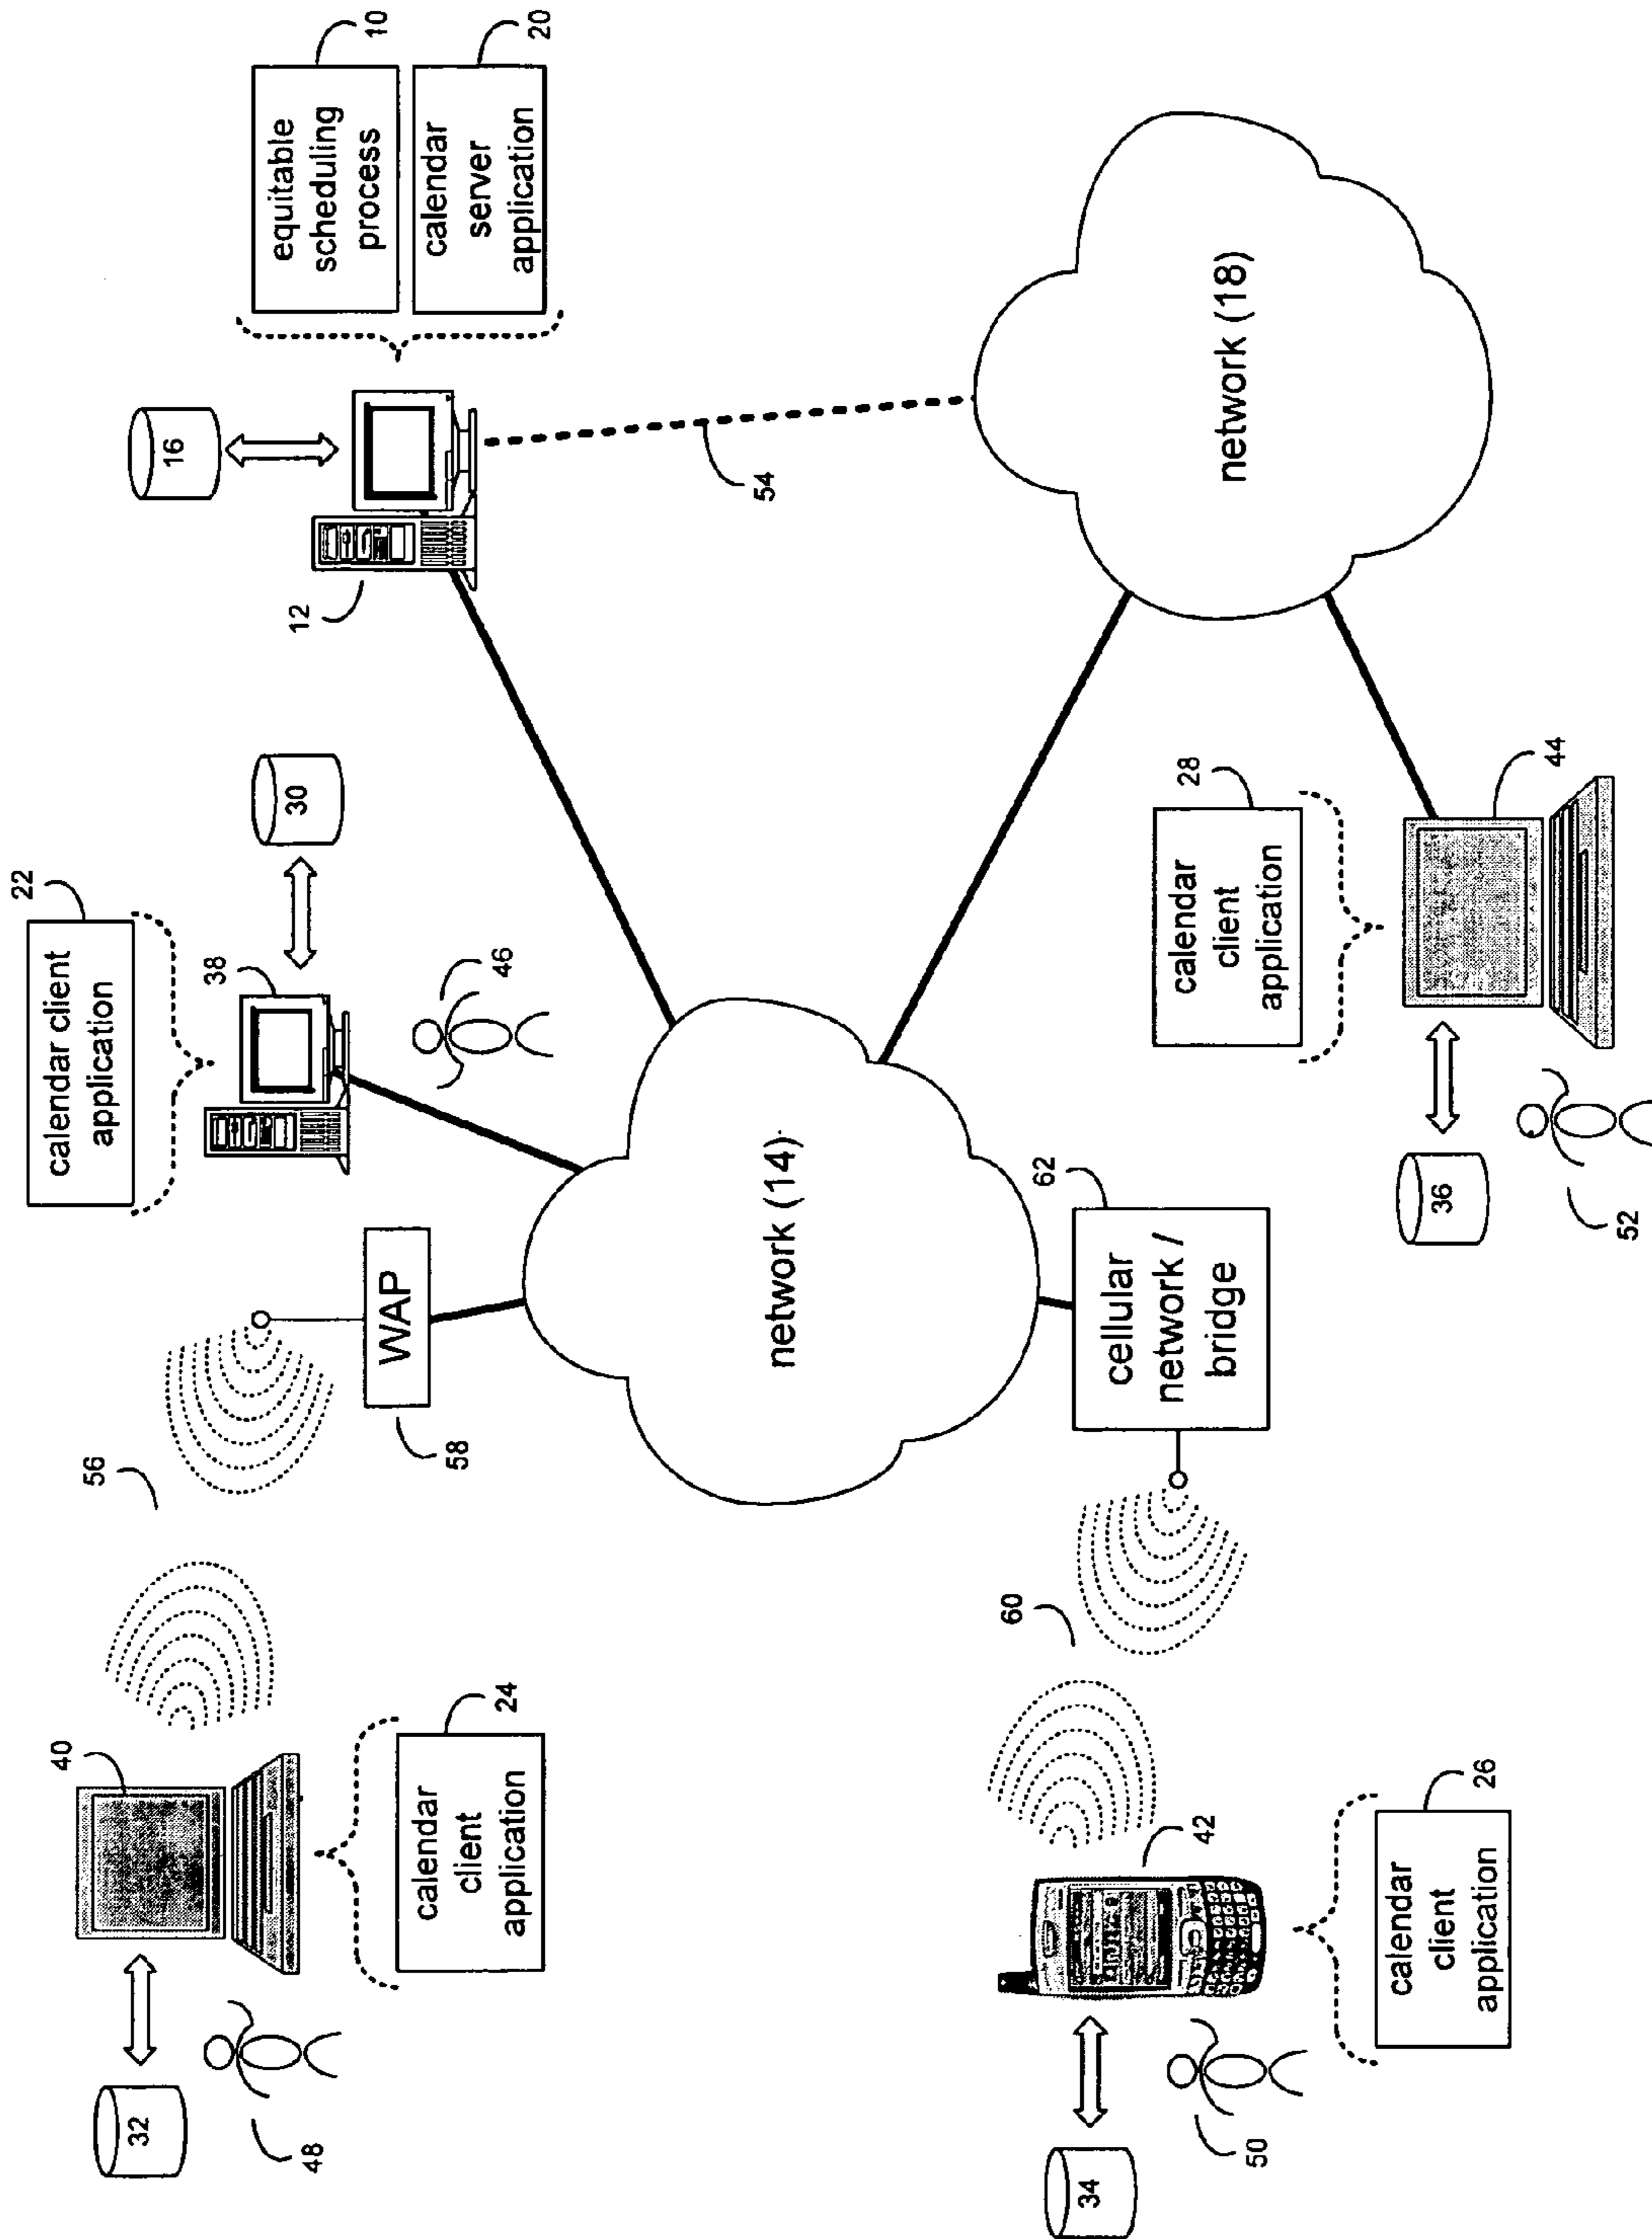 40
32
48
calendar
client
application
24
56
WAP
58
calendar client
application
22
38
30
46
16
12
equitable
scheduling
process
10
calendar
server
application
20
54
network (14)
network (18)
34
50
42
calendar
client
application
26
60
cellular
network /
bridge
62
36
52
calendar
client
application
28
44